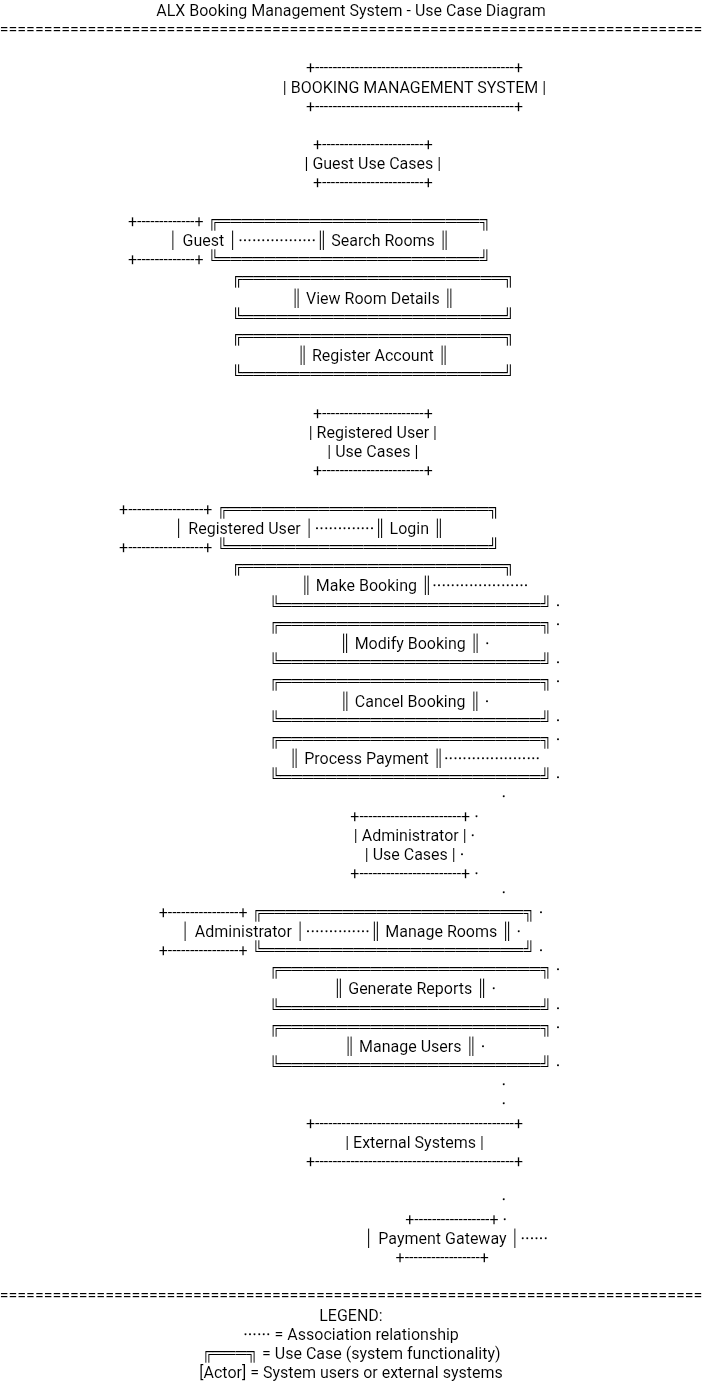 ALX Booking Management System - Use Case Diagram
================================================================================
+--------------------------------------------+
| BOOKING MANAGEMENT SYSTEM |
+--------------------------------------------+
+-----------------------+
| Guest Use Cases |
+-----------------------+
+-------------+ ╔══════════════════════╗
│ Guest │·················║ Search Rooms ║
+-------------+ ╚══════════════════════╝
╔══════════════════════╗
║ View Room Details ║
╚══════════════════════╝
╔══════════════════════╗
║ Register Account ║
╚══════════════════════╝
+-----------------------+
| Registered User |
| Use Cases |
+-----------------------+
+-----------------+ ╔══════════════════════╗
│ Registered User │·············║ Login ║
+-----------------+ ╚══════════════════════╝
╔══════════════════════╗
║ Make Booking ║·····················
╚══════════════════════╝ ·
╔══════════════════════╗ ·
║ Modify Booking ║ ·
╚══════════════════════╝ ·
╔══════════════════════╗ ·
║ Cancel Booking ║ ·
╚══════════════════════╝ ·
╔══════════════════════╗ ·
║ Process Payment ║·····················
╚══════════════════════╝ ·
·
+-----------------------+ ·
| Administrator | ·
| Use Cases | ·
+-----------------------+ ·
·
+----------------+ ╔══════════════════════╗ ·
│ Administrator │··············║ Manage Rooms ║ ·
+----------------+ ╚══════════════════════╝ ·
╔══════════════════════╗ ·
║ Generate Reports ║ ·
╚══════════════════════╝ ·
╔══════════════════════╗ ·
║ Manage Users ║ ·
╚══════════════════════╝ ·
·
·
+--------------------------------------------+
| External Systems |
+--------------------------------------------+
·
+------------------+ ·
│ Payment Gateway │······
+------------------+
================================================================================
LEGEND:
······ = Association relationship
╔═══╗ = Use Case (system functionality)
[Actor] = System users or external systems